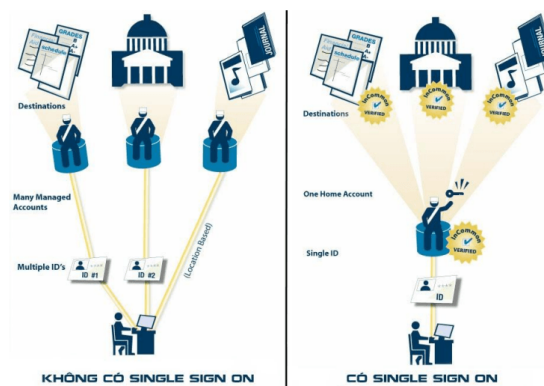 GRADES
schedule
JOURNAL
Destinations
Many Managed
Accounts
Multiple ID's
ID #1
ID #2
(Location Based)
KHÔNG CÓ SINGLE SIGN ON
GRADES
schedule
JOURNAL
Destinations
InCommon
VERIFIED
InCommon
VERIFIED
InCommon
VERIFIED
One Home Account
InCommon
VERIFIED
Single ID
ID
CÓ SINGLE SIGN ON